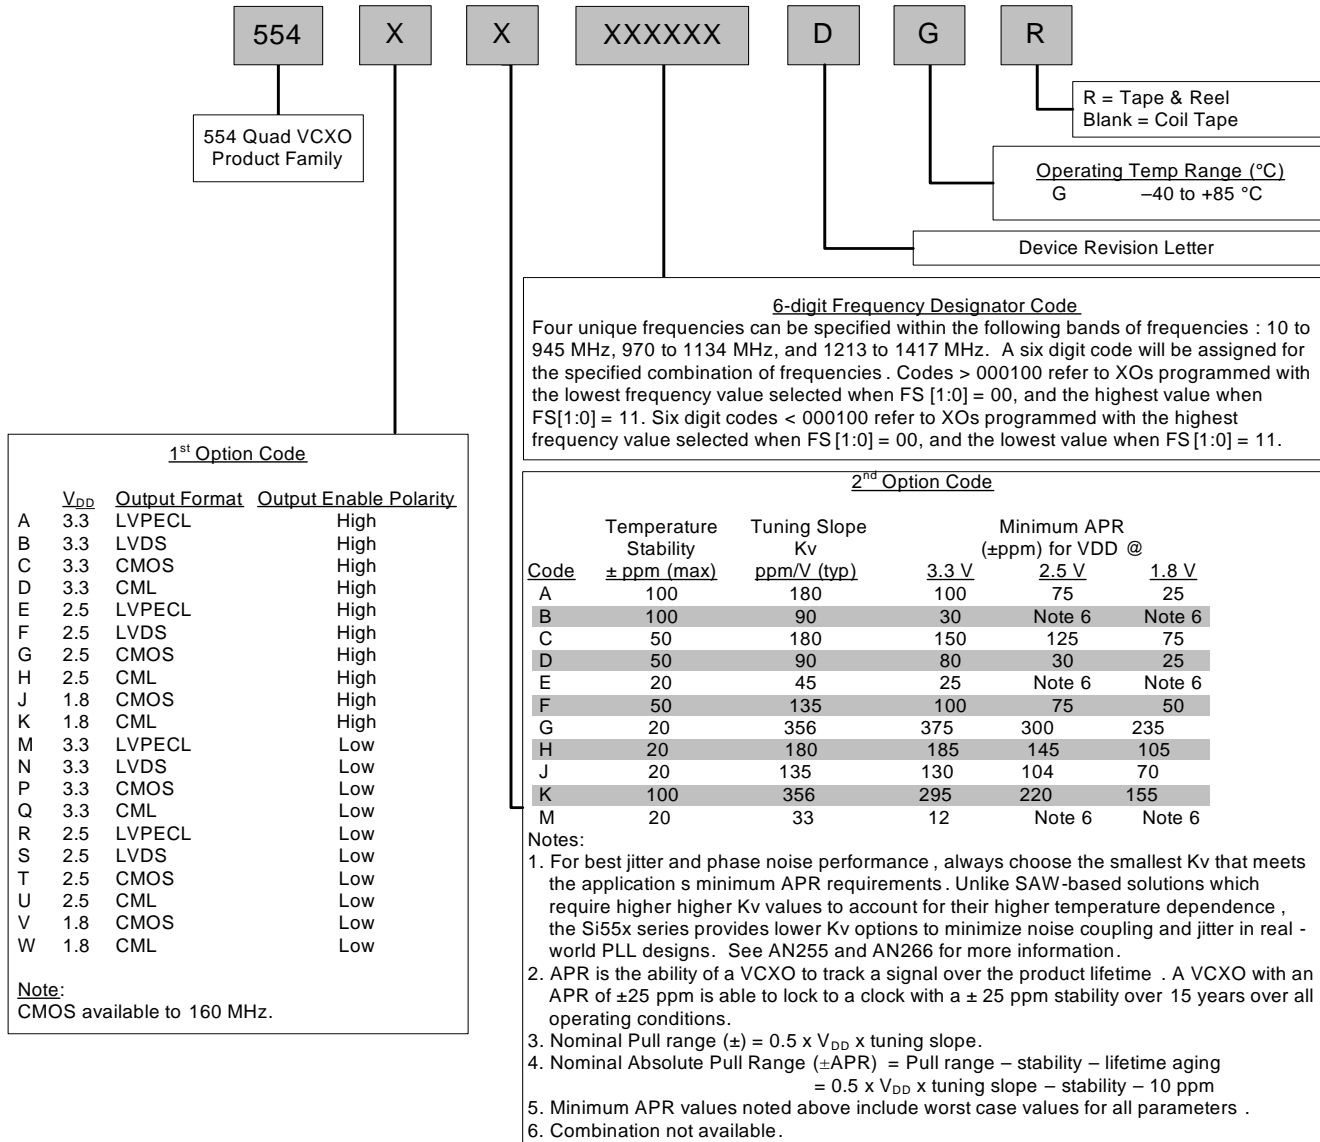 554 X X XXXXXX D G R
R = Tape & Reel
Blank = Coil Tape
554 Quad VCXO
Product Family
Operating Temp Range (°C)
G –40 to +85 °C
Device Revision Letter
6-digit Frequency Designator Code
Four unique frequencies can be specified within the following bands of frequencies : 10 to
945 MHz, 970 to 1134 MHz, and 1213 to 1417 MHz. A six digit code will be assigned for
the specified combination of frequencies . Codes > 000100 refer to XOs programmed with
the lowest frequency value selected when FS [1:0] = 00, and the highest value when
FS[1:0] = 11. Six digit codes < 000100 refer to XOs programmed with the highest
frequency value selected when FS [1:0] = 00, and the lowest value when FS [1:0] = 11.
1st Option Code
VDD Output Format Output Enable Polarity
A 3.3 LVPECL High
B 3.3 LVDS High
C 3.3 CMOS High
D 3.3 CML High
E 2.5 LVPECL High
F 2.5 LVDS High
G 2.5 CMOS High
H 2.5 CML High
J 1.8 CMOS High
K 1.8 CML High
M 3.3 LVPECL Low
N 3.3 LVDS Low
P 3.3 CMOS Low
Q 3.3 CML Low
R 2.5 LVPECL Low
S 2.5 LVDS Low
T 2.5 CMOS Low
U 2.5 CML Low
V 1.8 CMOS Low
W 1.8 CML Low
Note:
CMOS available to 160 MHz.
2nd Option Code
Temperature Tuning Slope Minimum APR
Stability Kv (±ppm) for VDD @
Code ± ppm (max) ppm/V (typ) 3.3 V 2.5 V 1.8 V
A 100 180 100 75 25
B 100 90 30 Note 6 Note 6
C 50 180 150 125 75
D 50 90 80 30 25
E 20 45 25 Note 6 Note 6
F 50 135 100 75 50
G 20 356 375 300 235
H 20 180 185 145 105
J 20 135 130 104 70
K 100 356 295 220 155
M 20 33 12 Note 6 Note 6
Notes:
1. For best jitter and phase noise performance , always choose the smallest Kv that meets
the application s minimum APR requirements . Unlike SAW-based solutions which
require higher higher Kv values to account for their higher temperature dependence ,
the Si55x series provides lower Kv options to minimize noise coupling and jitter in real -
world PLL designs. See AN255 and AN266 for more information.
2. APR is the ability of a VCXO to track a signal over the product lifetime . A VCXO with an
APR of ±25 ppm is able to lock to a clock with a ± 25 ppm stability over 15 years over all
operating conditions.
3. Nominal Pull range (±) = 0.5 x VDD x tuning slope.
4. Nominal Absolute Pull Range (±APR) = Pull range – stability – lifetime aging
= 0.5 x VDD x tuning slope – stability – 10 ppm
5. Minimum APR values noted above include worst case values for all parameters .
6. Combination not available.